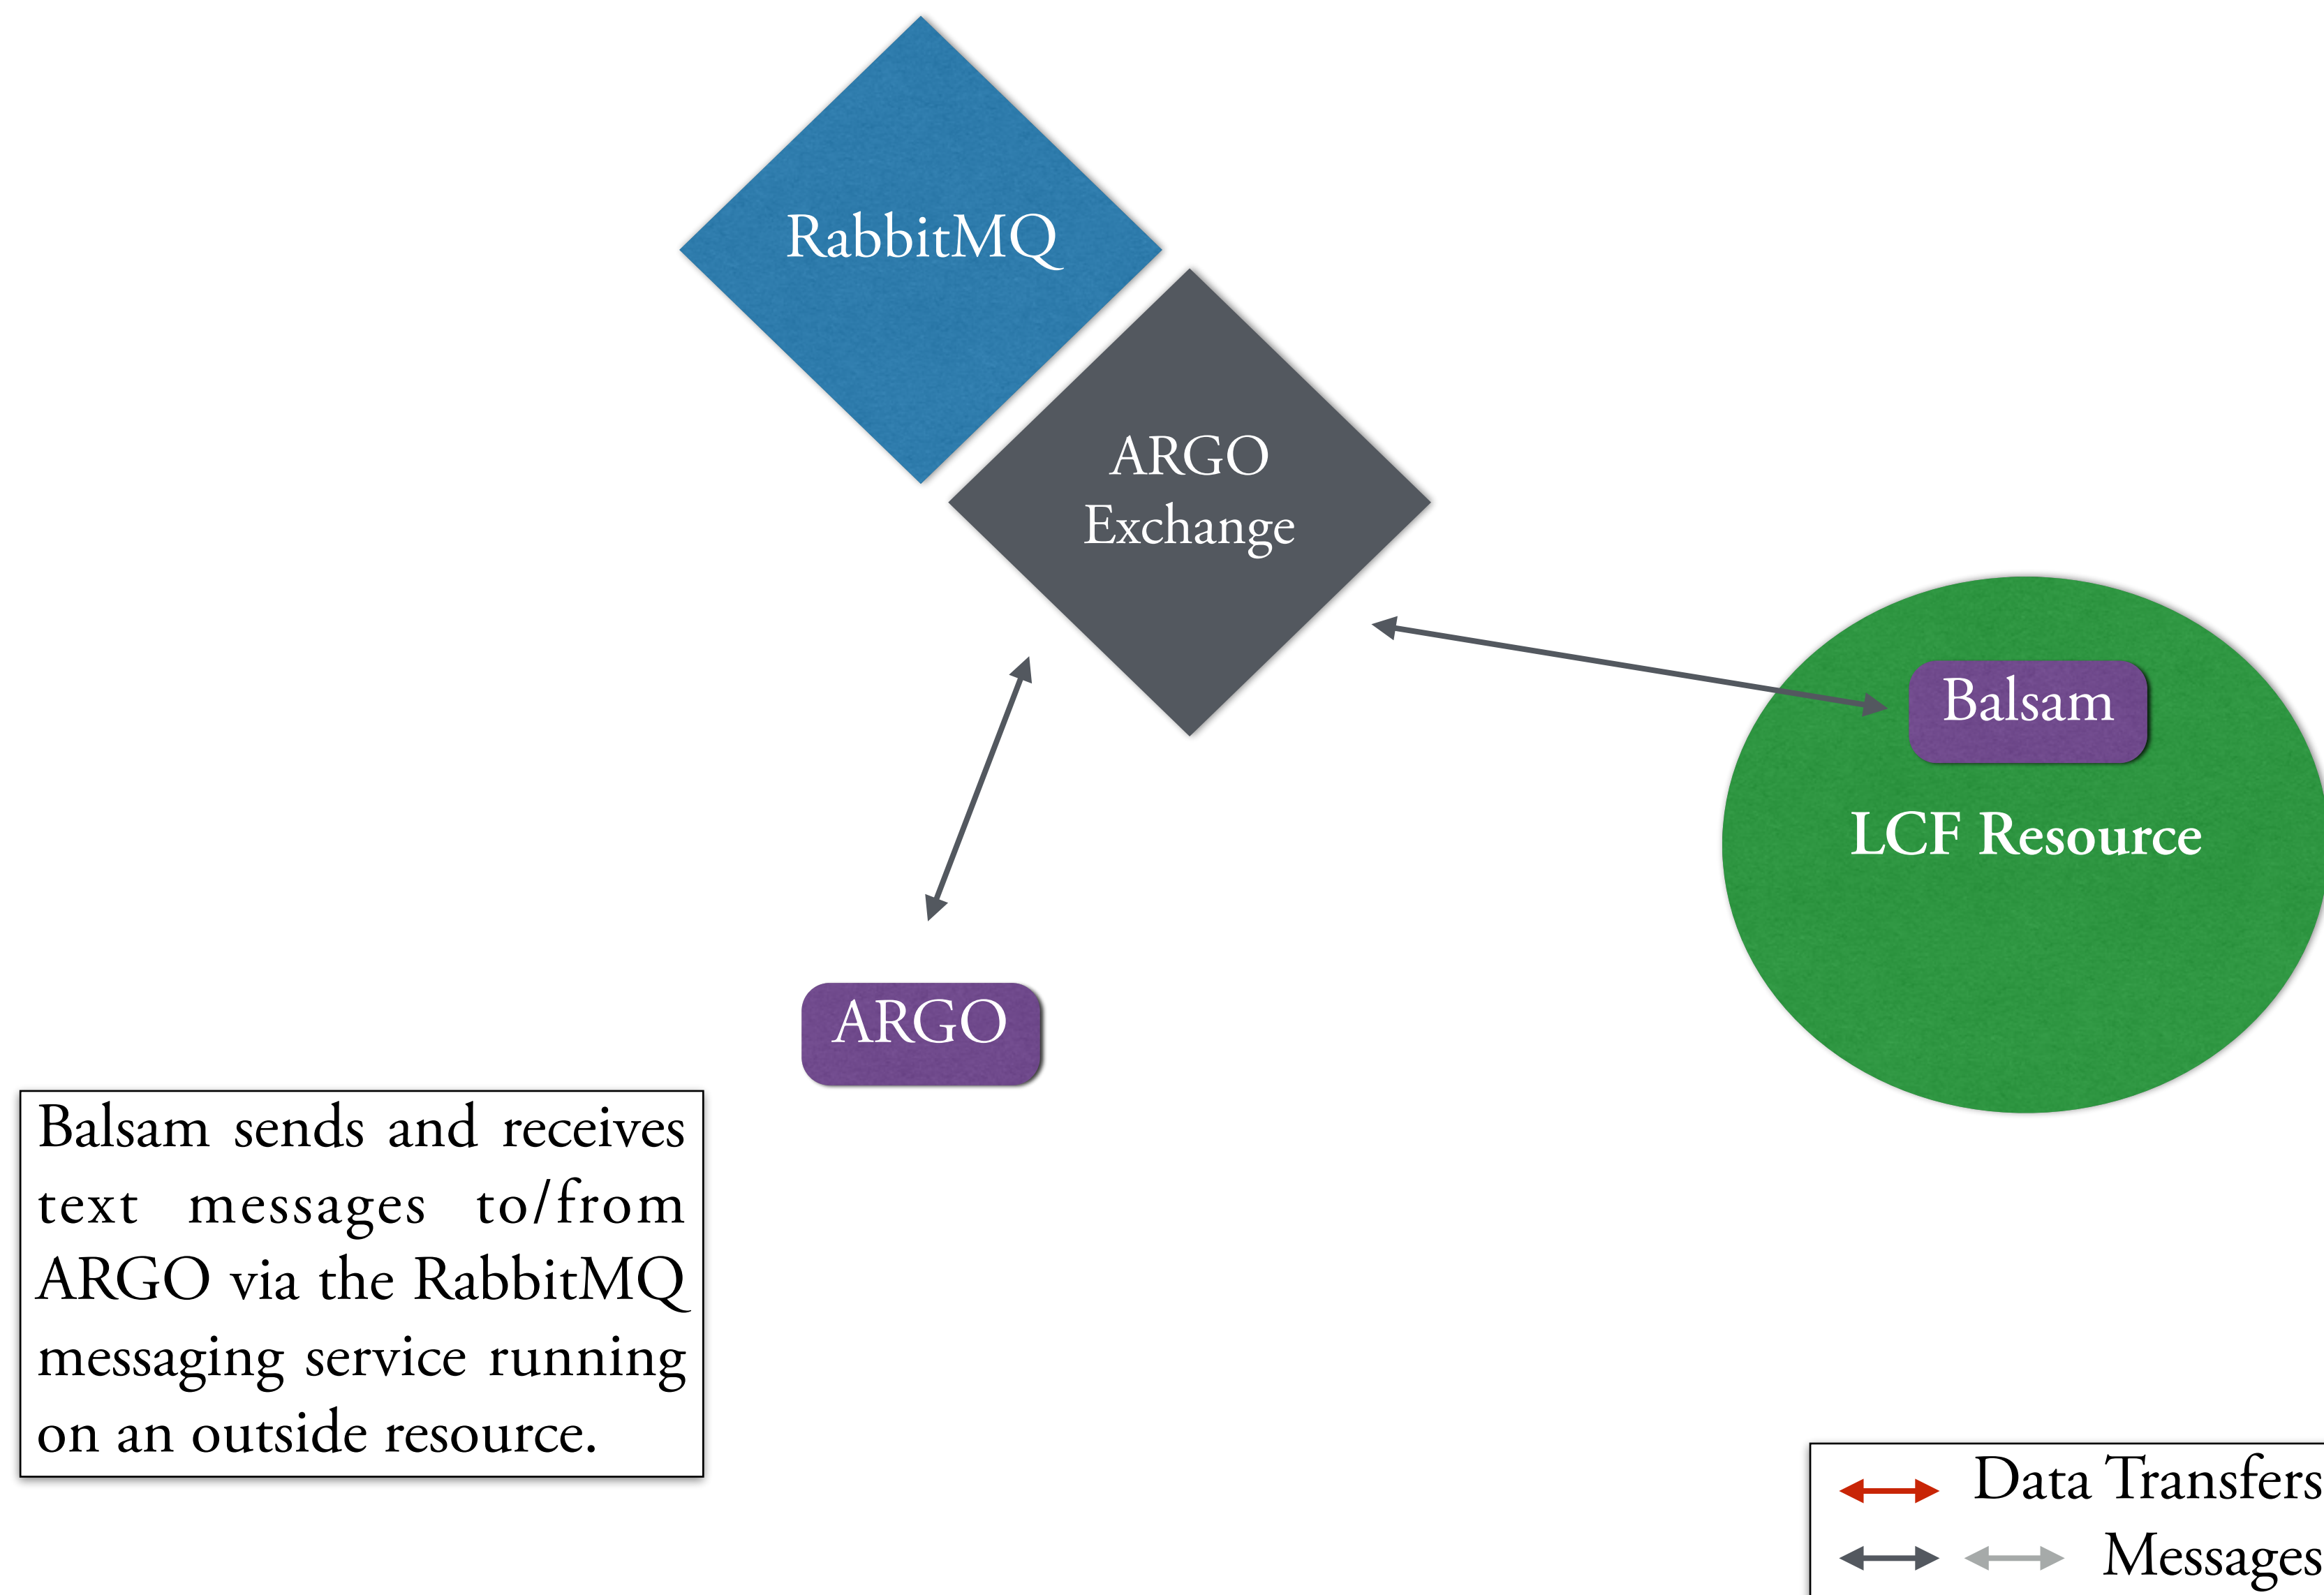 RabbitMQ
ARGO
Exchange
Balsam
LCF Resource
ARGO
Balsam sends and receives
text messages to/from
ARGO via the RabbitMQ
messaging service running
on an outside resource.
Data Transfers
Messages